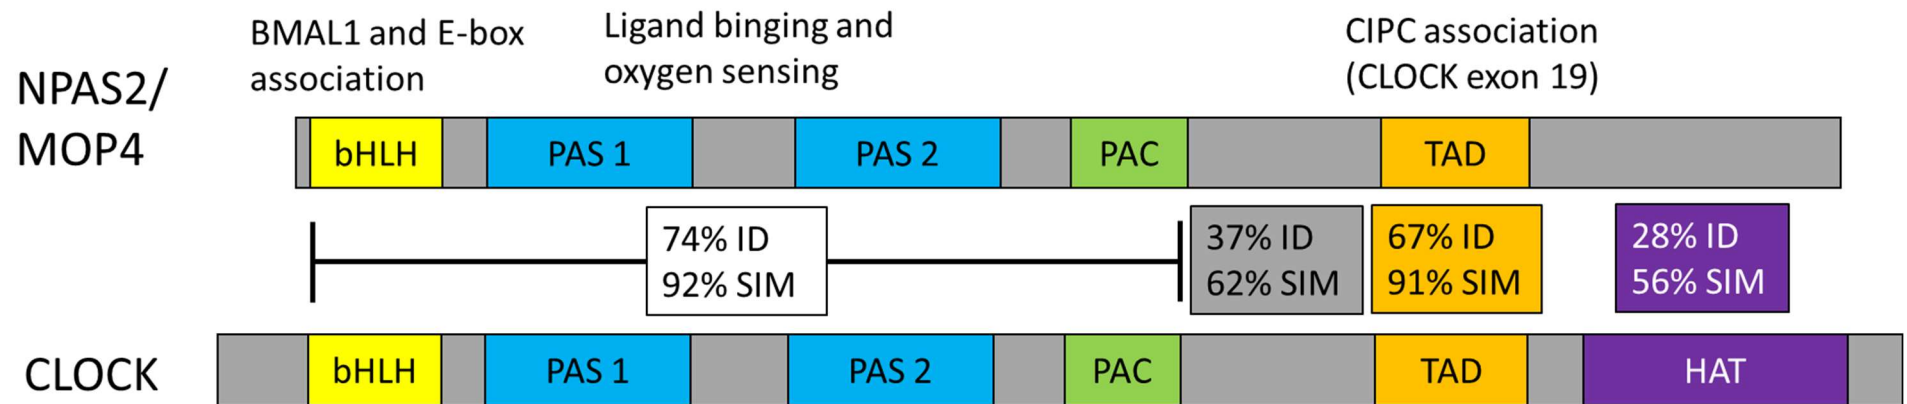 BMAL1 and E-box
association
Ligand binging and
oxygen sensing
CIPC association
(CLOCK exon 19)
NPAS2/
MOP4
bHLH
PAS 1
PAS 2
PAC
TAD
74% ID
92% SIM
37% ID
62% SIM
67% ID
91% SIM
28% ID
56% SIM
CLOCK
bHLH
PAS 1
PAS 2
PAC
TAD
HAT